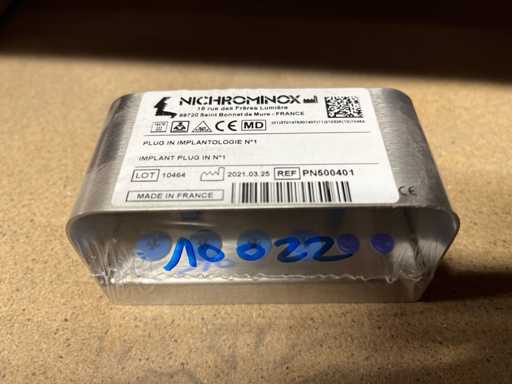 NICHROMINOX
16 rue des Frères Lumière
69720 Saint Bonnet de Mure - FRANCE
CE MD
PLUG IN IMPLANTOLOGIE N°1
IMPLANT PLUG IN N°1
LOT 10464 2021.03.25 REF PN500401
MADE IN FRANCE
CE
10022